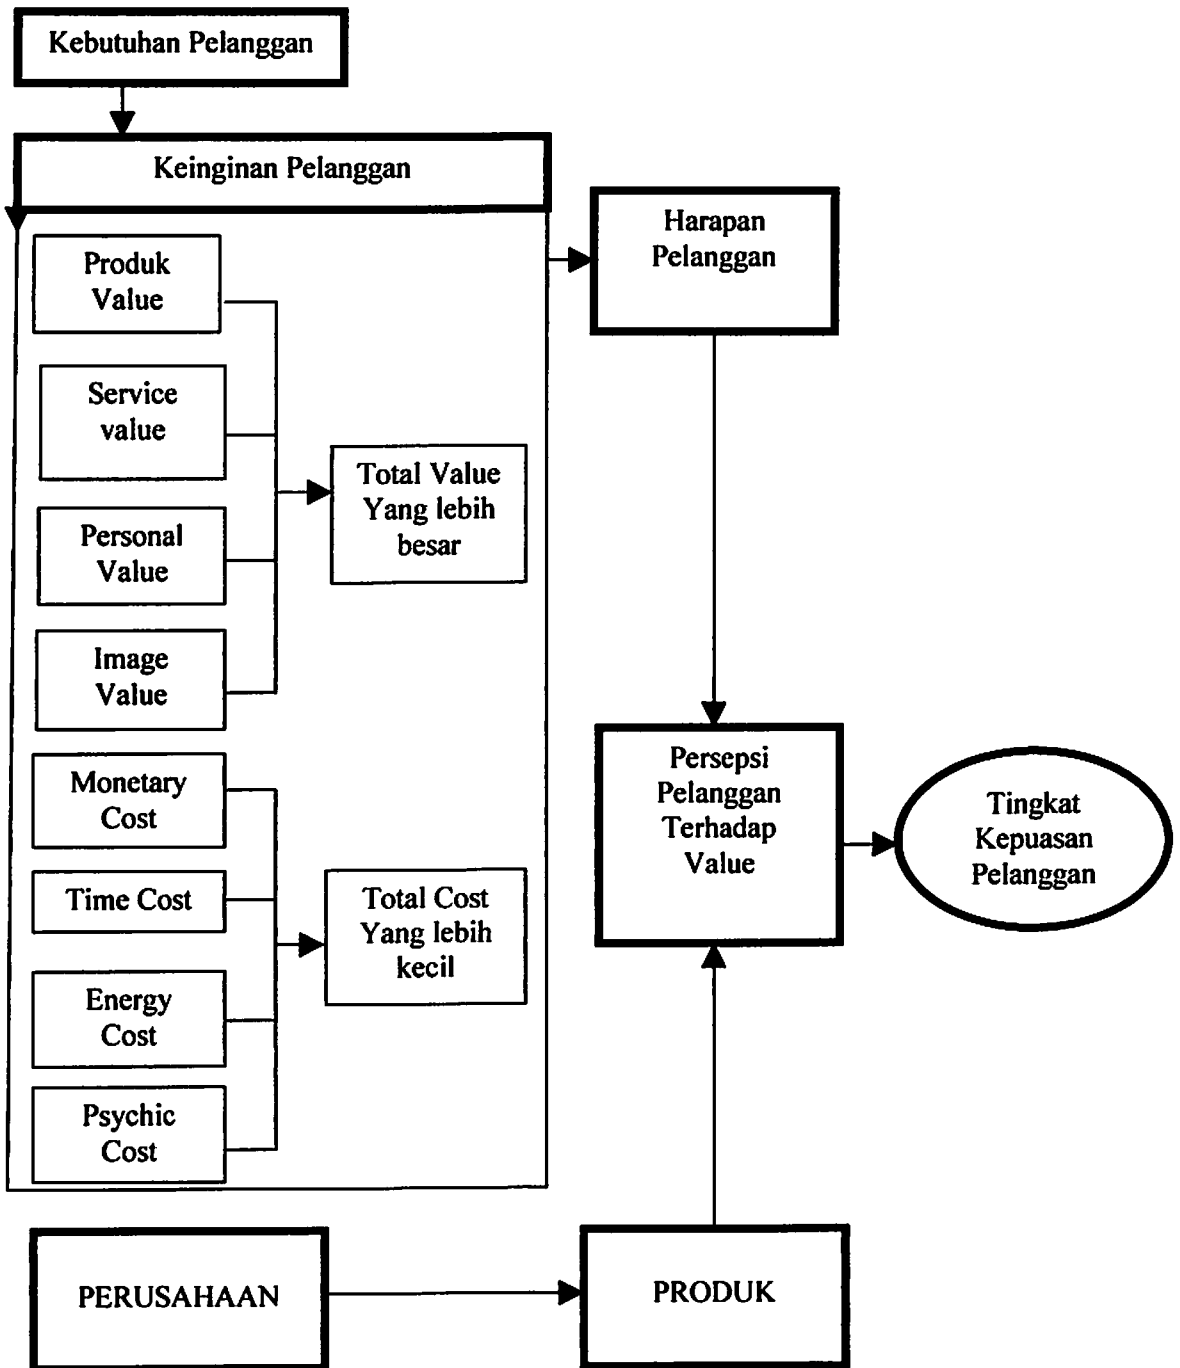 Kebutuhan Pelanggan
Keinginan Pelanggan
Produk
Value
Service
value
Personal
Value
Image
Value
Total Value
Yang lebih
besar
Monetary
Cost
Time Cost
Energy
Cost
Psychic
Cost
Total Cost
Yang lebih
kecil
Harapan
Pelanggan
Persepsi
Pelanggan
Terhadap
Value
Tingkat
Kepuasan
Pelanggan
PERUSAHAAN
PRODUK